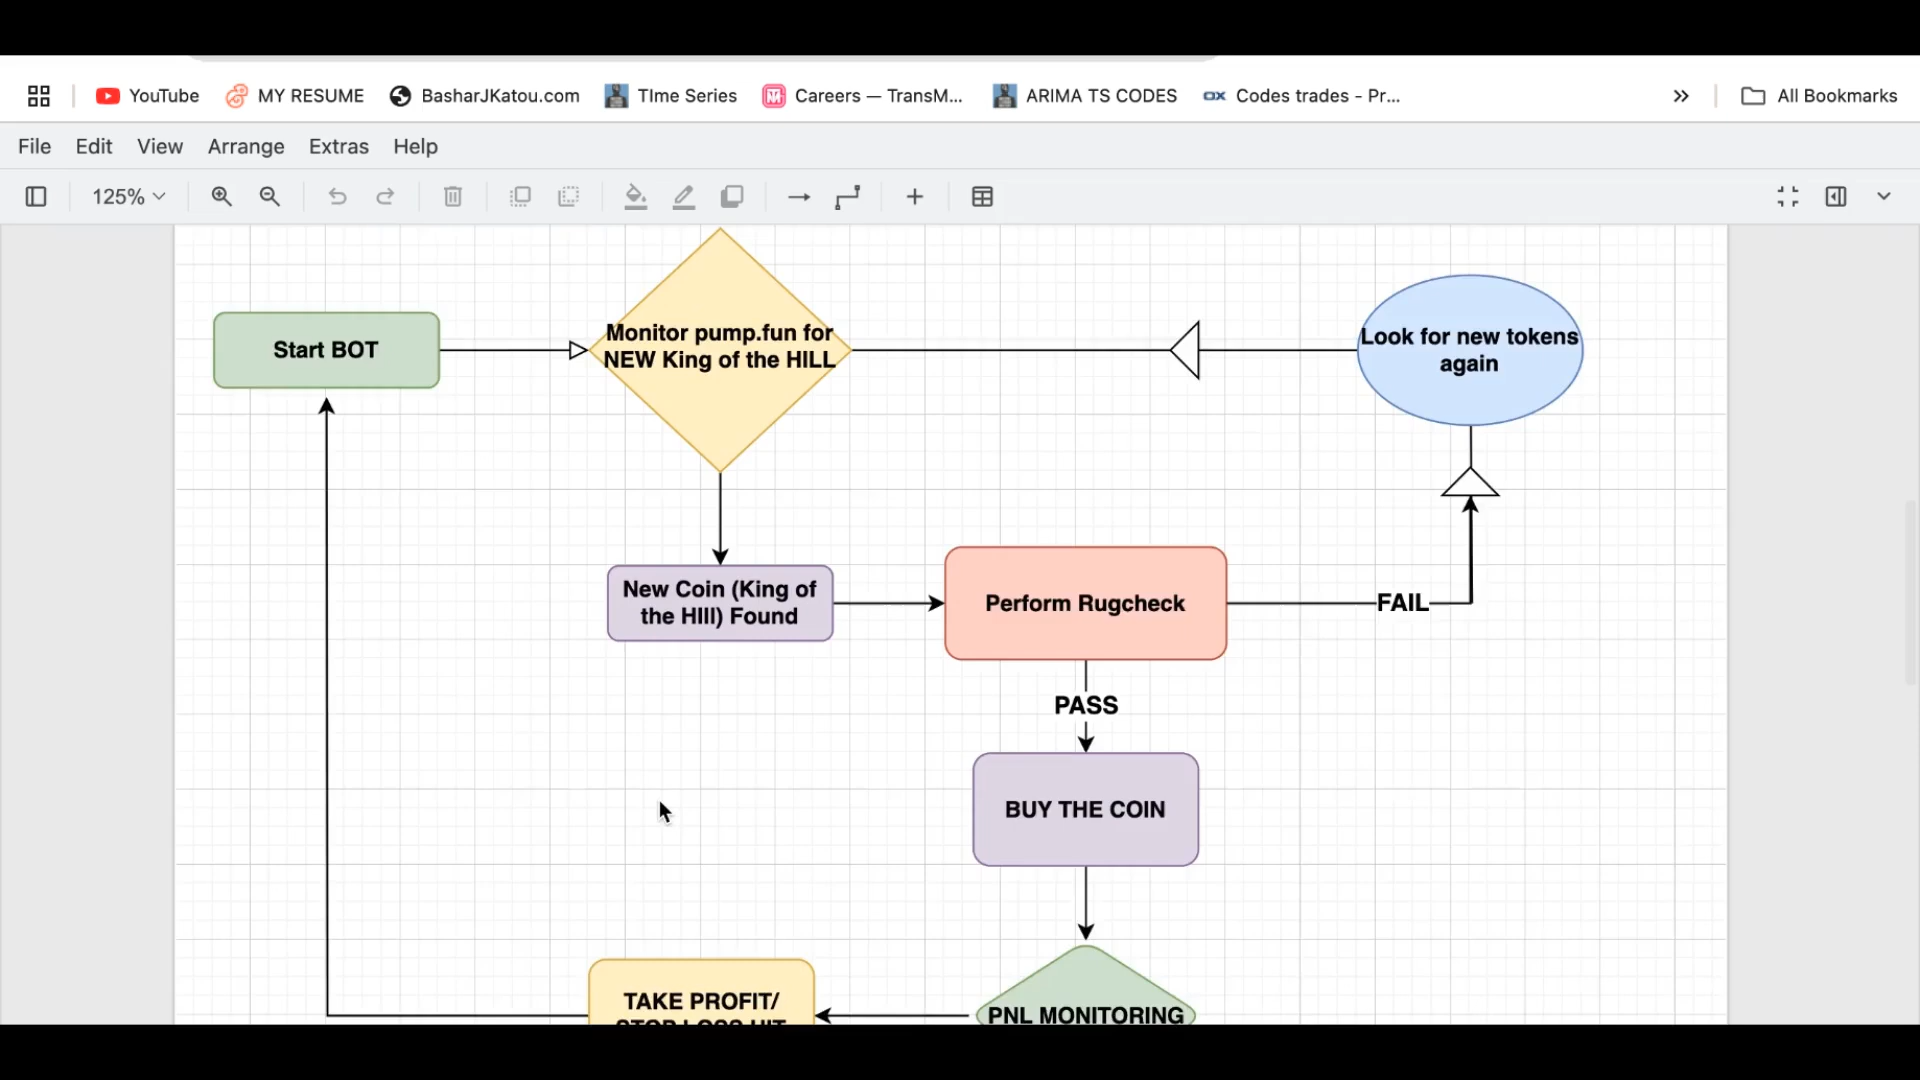 YouTube
MY RESUME
BasharJKatou.com
TIme Series
Careers — TransM...
ARIMA TS CODES
Codes trades - Pr...
All Bookmarks
File Edit View Arrange Extras Help
125%
Start BOT
Monitor pump.fun for
NEW King of the HILL
Look for new tokens
again
New Coin (King of
the HIll) Found
Perform Rugcheck
FAIL
PASS
BUY THE COIN
TAKE PROFIT/
STOP LOSS HIT
PNL MONITORING